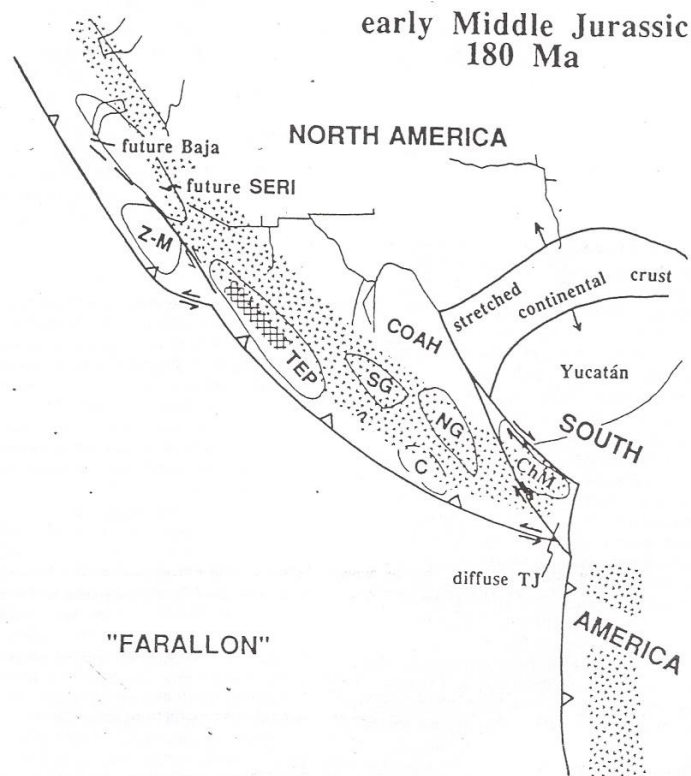 early Middle Jurassic
180 Ma
NORTH AMERICA
future Baja
future SERI
Z-M
stretched continental crust
COAH
TEP
SG
Yucatán
NG
SOUTH
?
C
ChM
diffuse TJ
"FARALLON"
AMERICA